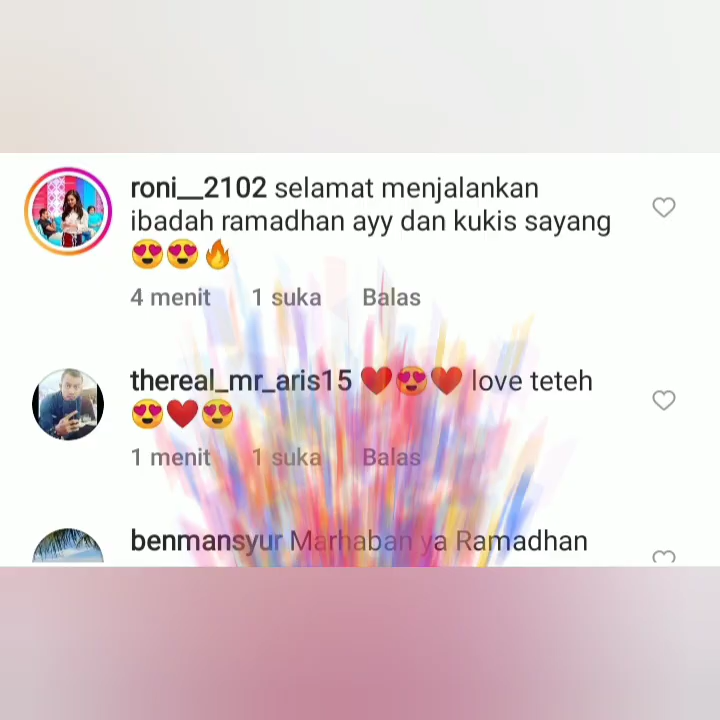 roni__2102 selamat menjalankan
ibadah ramadhan ayy dan kukis sayang
😍😍🔥
4 menit 1 suka Balas
thereal_mr_aris15 ❤️😍❤️ love teteh
😍❤️😍
1 menit 1 suka Balas
benmansyur Marhaban ya Ramadhan